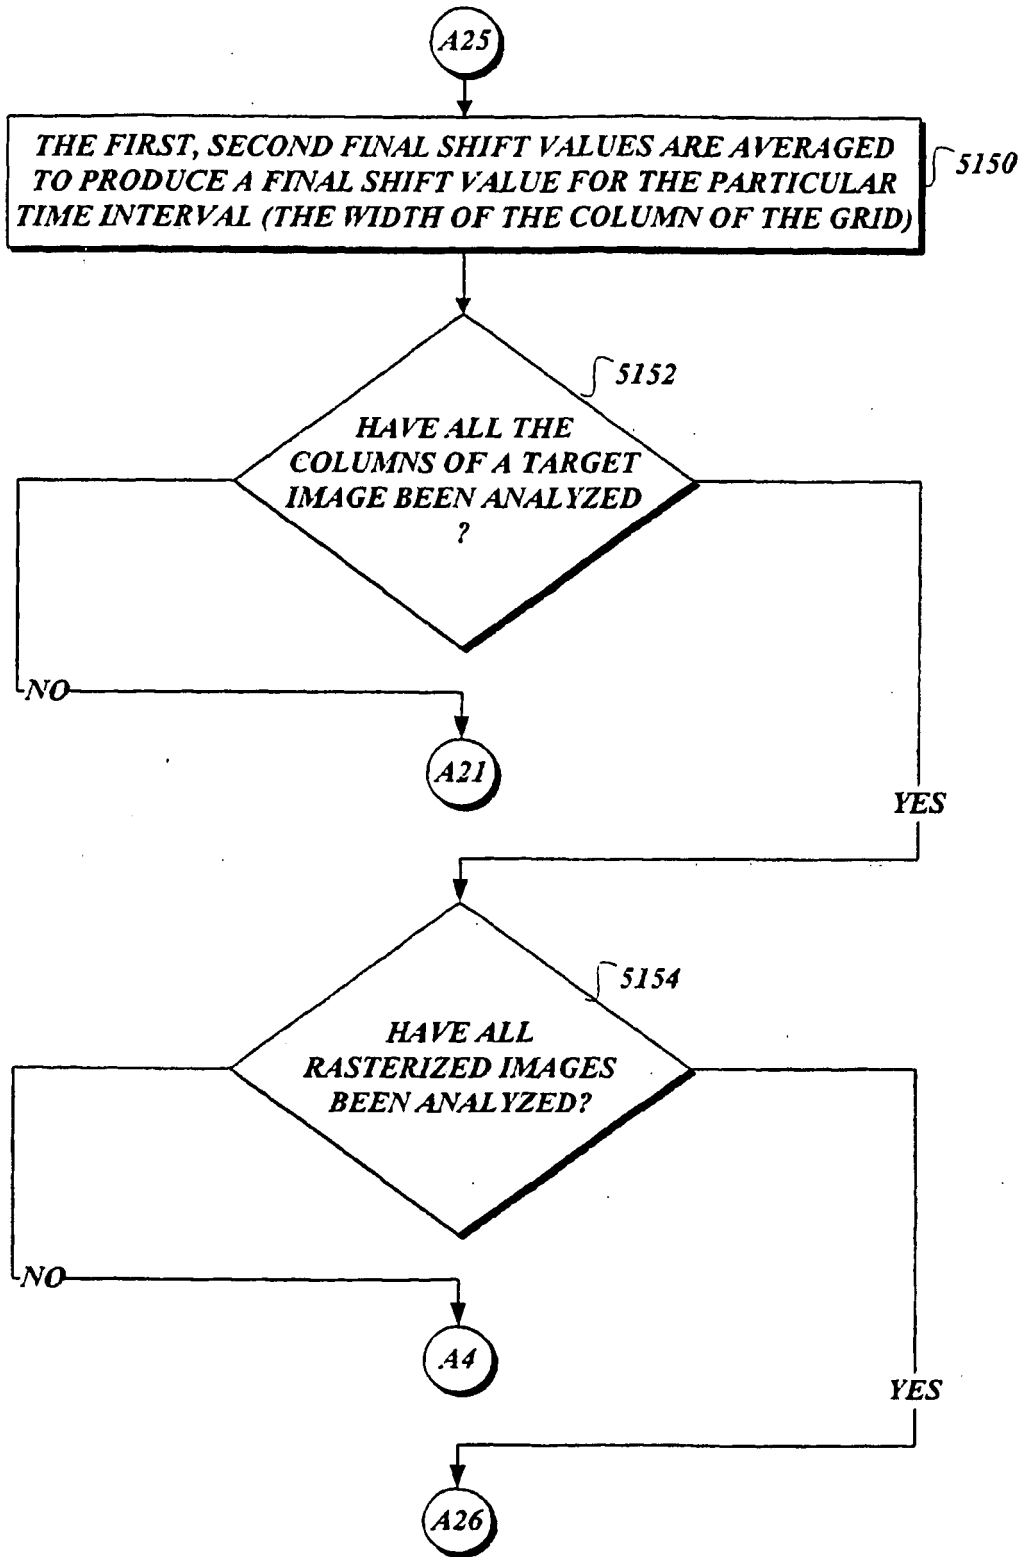 A25
THE FIRST, SECOND FINAL SHIFT VALUES ARE AVERAGED
TO PRODUCE A FINAL SHIFT VALUE FOR THE PARTICULAR
TIME INTERVAL (THE WIDTH OF THE COLUMN OF THE GRID)
5150
5152
HAVE ALL THE
COLUMNS OF A TARGET
IMAGE BEEN ANALYZED
?
NO
A21
YES
5154
HAVE ALL
RASTERIZED IMAGES
BEEN ANALYZED?
NO
A4
YES
A26